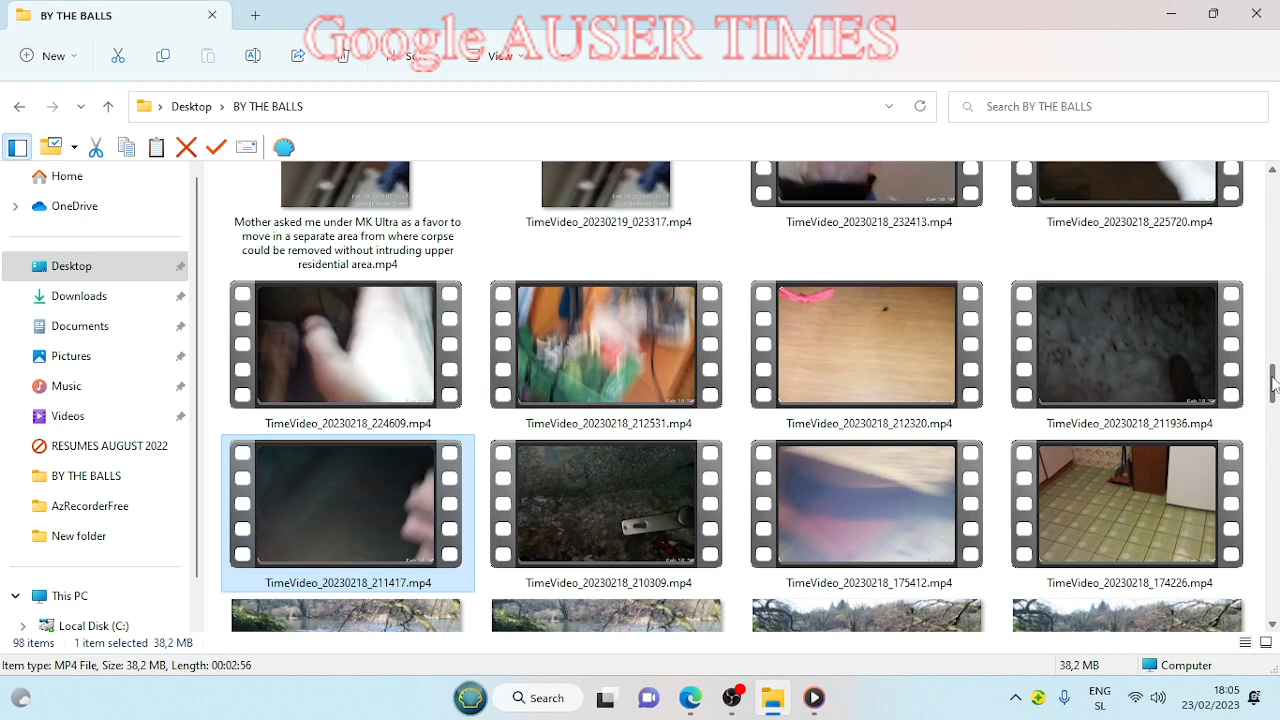 BY THE BALLS
Google AUSER TIMES
New
View
Desktop
BY THE BALLS
Search BY THE BALLS
Home
OneDrive
Desktop
Downloads
Documents
Pictures
Music
Videos
RESUMES AUGUST 2022
BY THE BALLS
AzRecorderFree
New folder
This PC
Local Disk (C:)
Mother asked me under MK Ultra as a favor to
move in a separate area from where corpse
could be removed without intruding upper
residential area.mp4
TimeVideo_20230219_023317.mp4
TimeVideo_20230218_232413.mp4
TimeVideo_20230218_225720.mp4
TimeVideo_20230218_224609.mp4
TimeVideo_20230218_212531.mp4
TimeVideo_20230218_212320.mp4
TimeVideo_20230218_211936.mp4
TimeVideo_20230218_211417.mp4
TimeVideo_20230218_210309.mp4
TimeVideo_20230218_175412.mp4
TimeVideo_20230218_174226.mp4
98 items
1 item selected 38,2 MB
Item type: MP4 File, Size: 38,2 MB, Length: 00:02:56
38,2 MB
Computer
Search
ENG
SL
18:05
23/02/2023